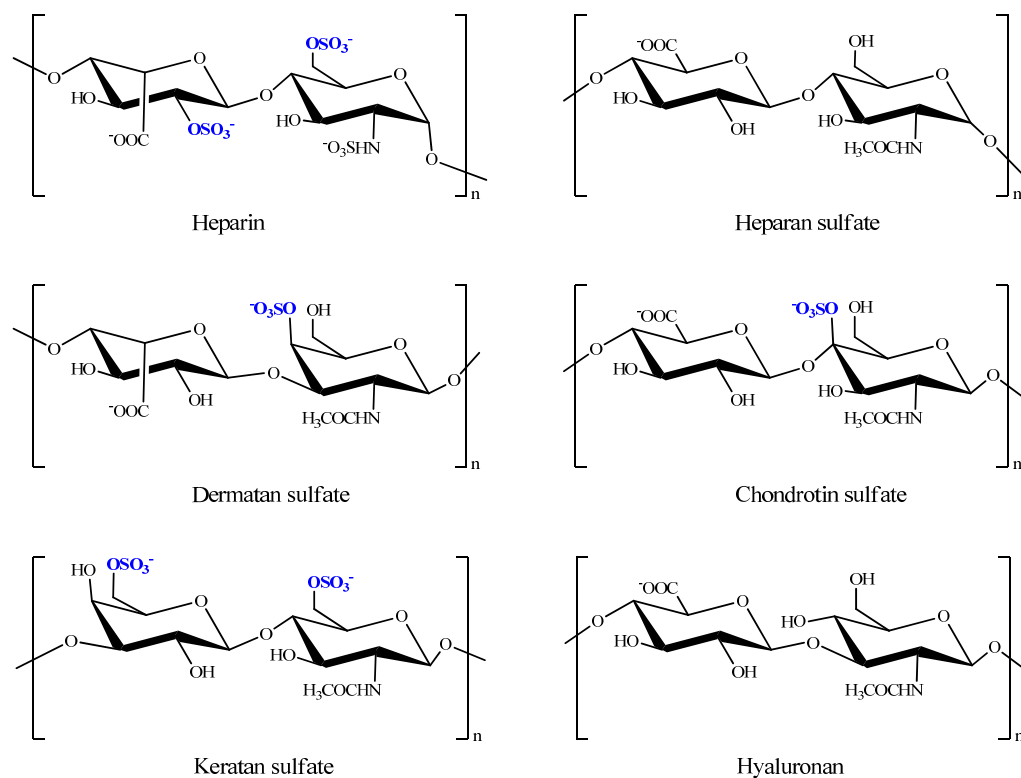 OSO₃⁻
O O O O
HO
OSO₃⁻
HO
⁻OOC
⁻O₃SHN
O
n
Heparin
⁻OOC OH
O O O O
HO
HO
OH
H₃COCHN
O
n
Heparan sulfate
⁻O₃SO OH
O O O O O
HO
OH
⁻OOC
H₃COCHN
n
Dermatan sulfate
⁻OOC ⁻O₃SO OH
O O O O O
HO
HO
OH
H₃COCHN
n
Chondrotin sulfate
HO OSO₃⁻ OSO₃⁻
O O O O O
HO
OH
H₃COCHN
n
Keratan sulfate
⁻OOC OH
O O O O O
HO
HO
OH
H₃COCHN
n
Hyaluronan